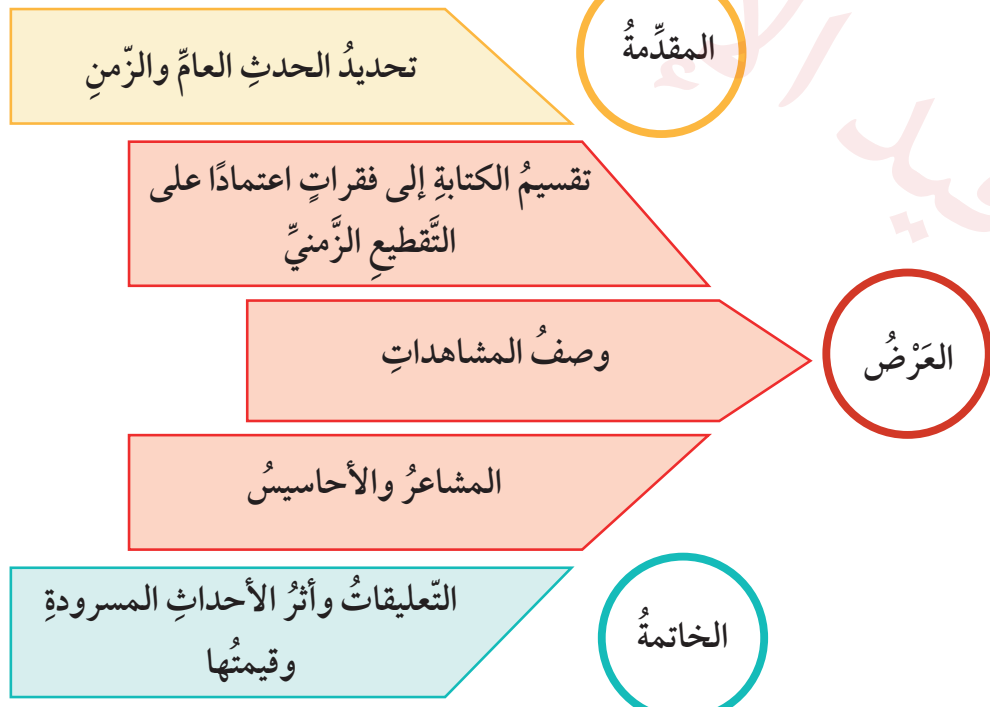 المقدِّمةُ
تحديدُ الحدثِ العامِّ والزّمنِ
تقسيمُ الكتابةِ إلى فقراتٍ اعتمادًا على
التَّقطيعِ الزَّمنيِّ
العَرْضُ
وصفُ المشاهداتِ
المشاعرُ والأحاسيسُ
الخاتمةُ
التّعليقاتُ وأثرُ الأحداثِ المسرودةِ
وقيمتُها